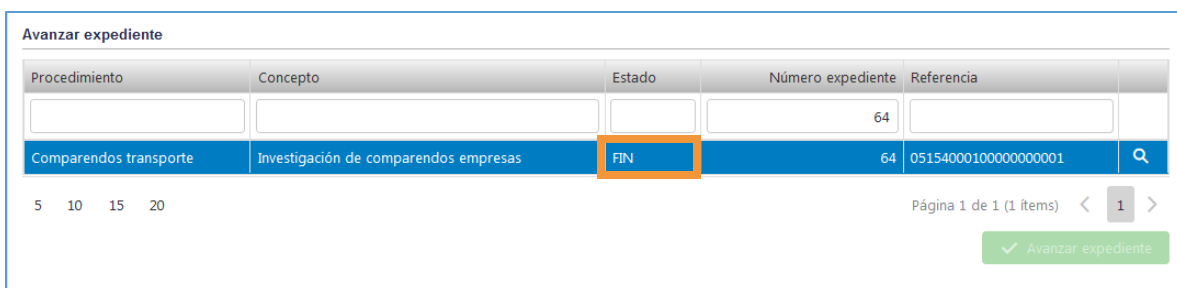 Avanzar expediente
Procedimiento Concepto Estado Número expediente Referencia
64
Comparendos transporte Investigación de comparendos empresas FIN 64 05154000100000000001
5 10 15 20 Página 1 de 1 (1 ítems) 1
Avanzar expediente